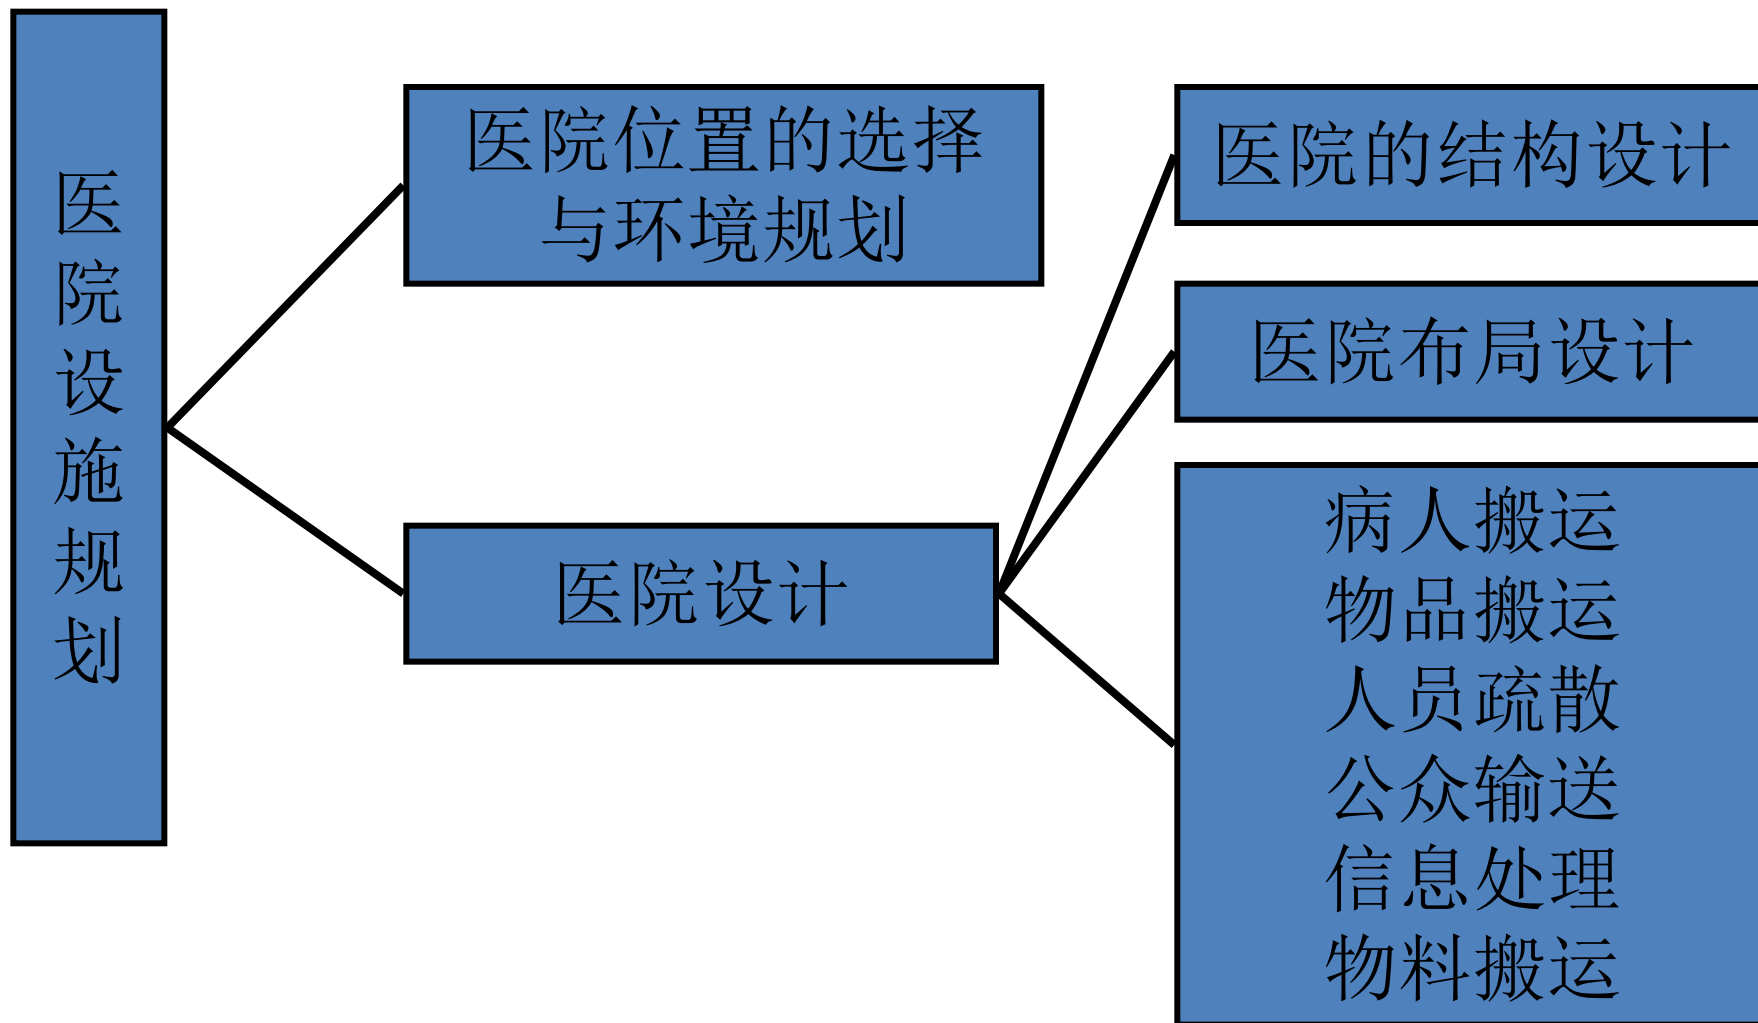 医院设施规划
医院位置的选择
与环境规划
医院设计
医院的结构设计
医院布局设计
病人搬运
物品搬运
人员疏散
公众输送
信息处理
物料搬运